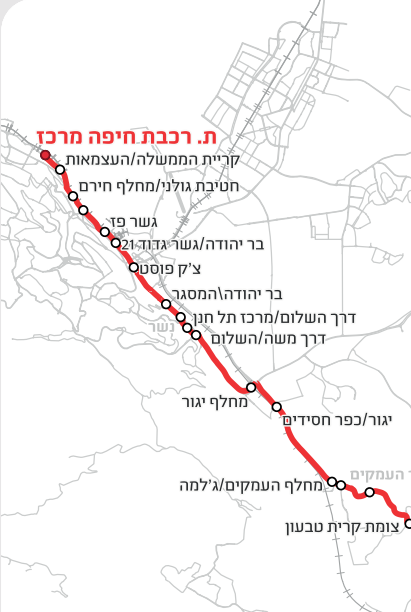 ת. רכבת חיפה מרכז
קריית הממשלה/העצמאות
חטיבת גולני/מחלף חירם
גשר פז
בר יהודה/גשר גדוד 21
צ'ק פוסט
בר יהודה\המסגר
דרך השלום/מרכז תל חנן
נשר
דרך משה/השלום
מחלף יגור
יגור/כפר חסידים
העמקים
מחלף העמקים/ג'למה
צומת קרית טבעון